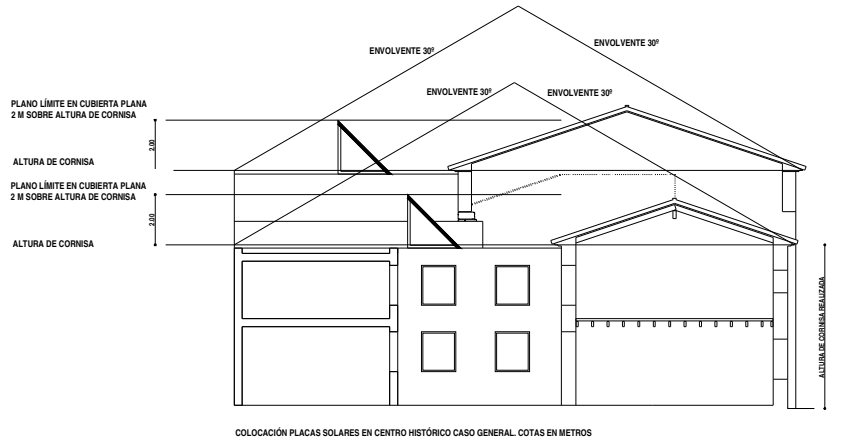 ENVOLVENTE 30º
ENVOLVENTE 30º
ENVOLVENTE 30º
ENVOLVENTE 30º
PLANO LÍMITE EN CUBIERTA PLANA
2 M SOBRE ALTURA DE CORNISA
2.00
ALTURA DE CORNISA
PLANO LÍMITE EN CUBIERTA PLANA
2 M SOBRE ALTURA DE CORNISA
2.00
ALTURA DE CORNISA
ALTURA DE CORNISA REALIZADA
COLOCACIÓN PLACAS SOLARES EN CENTRO HISTÓRICO CASO GENERAL. COTAS EN METROS